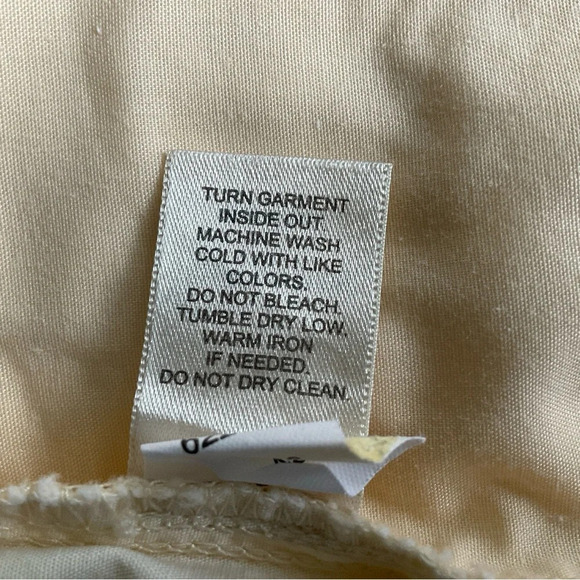 TURN GARMENT
INSIDE OUT.
MACHINE WASH
COLD WITH LIKE
COLORS.
DO NOT BLEACH.
TUMBLE DRY LOW.
WARM IRON
IF NEEDED.
DO NOT DRY CLEAN.